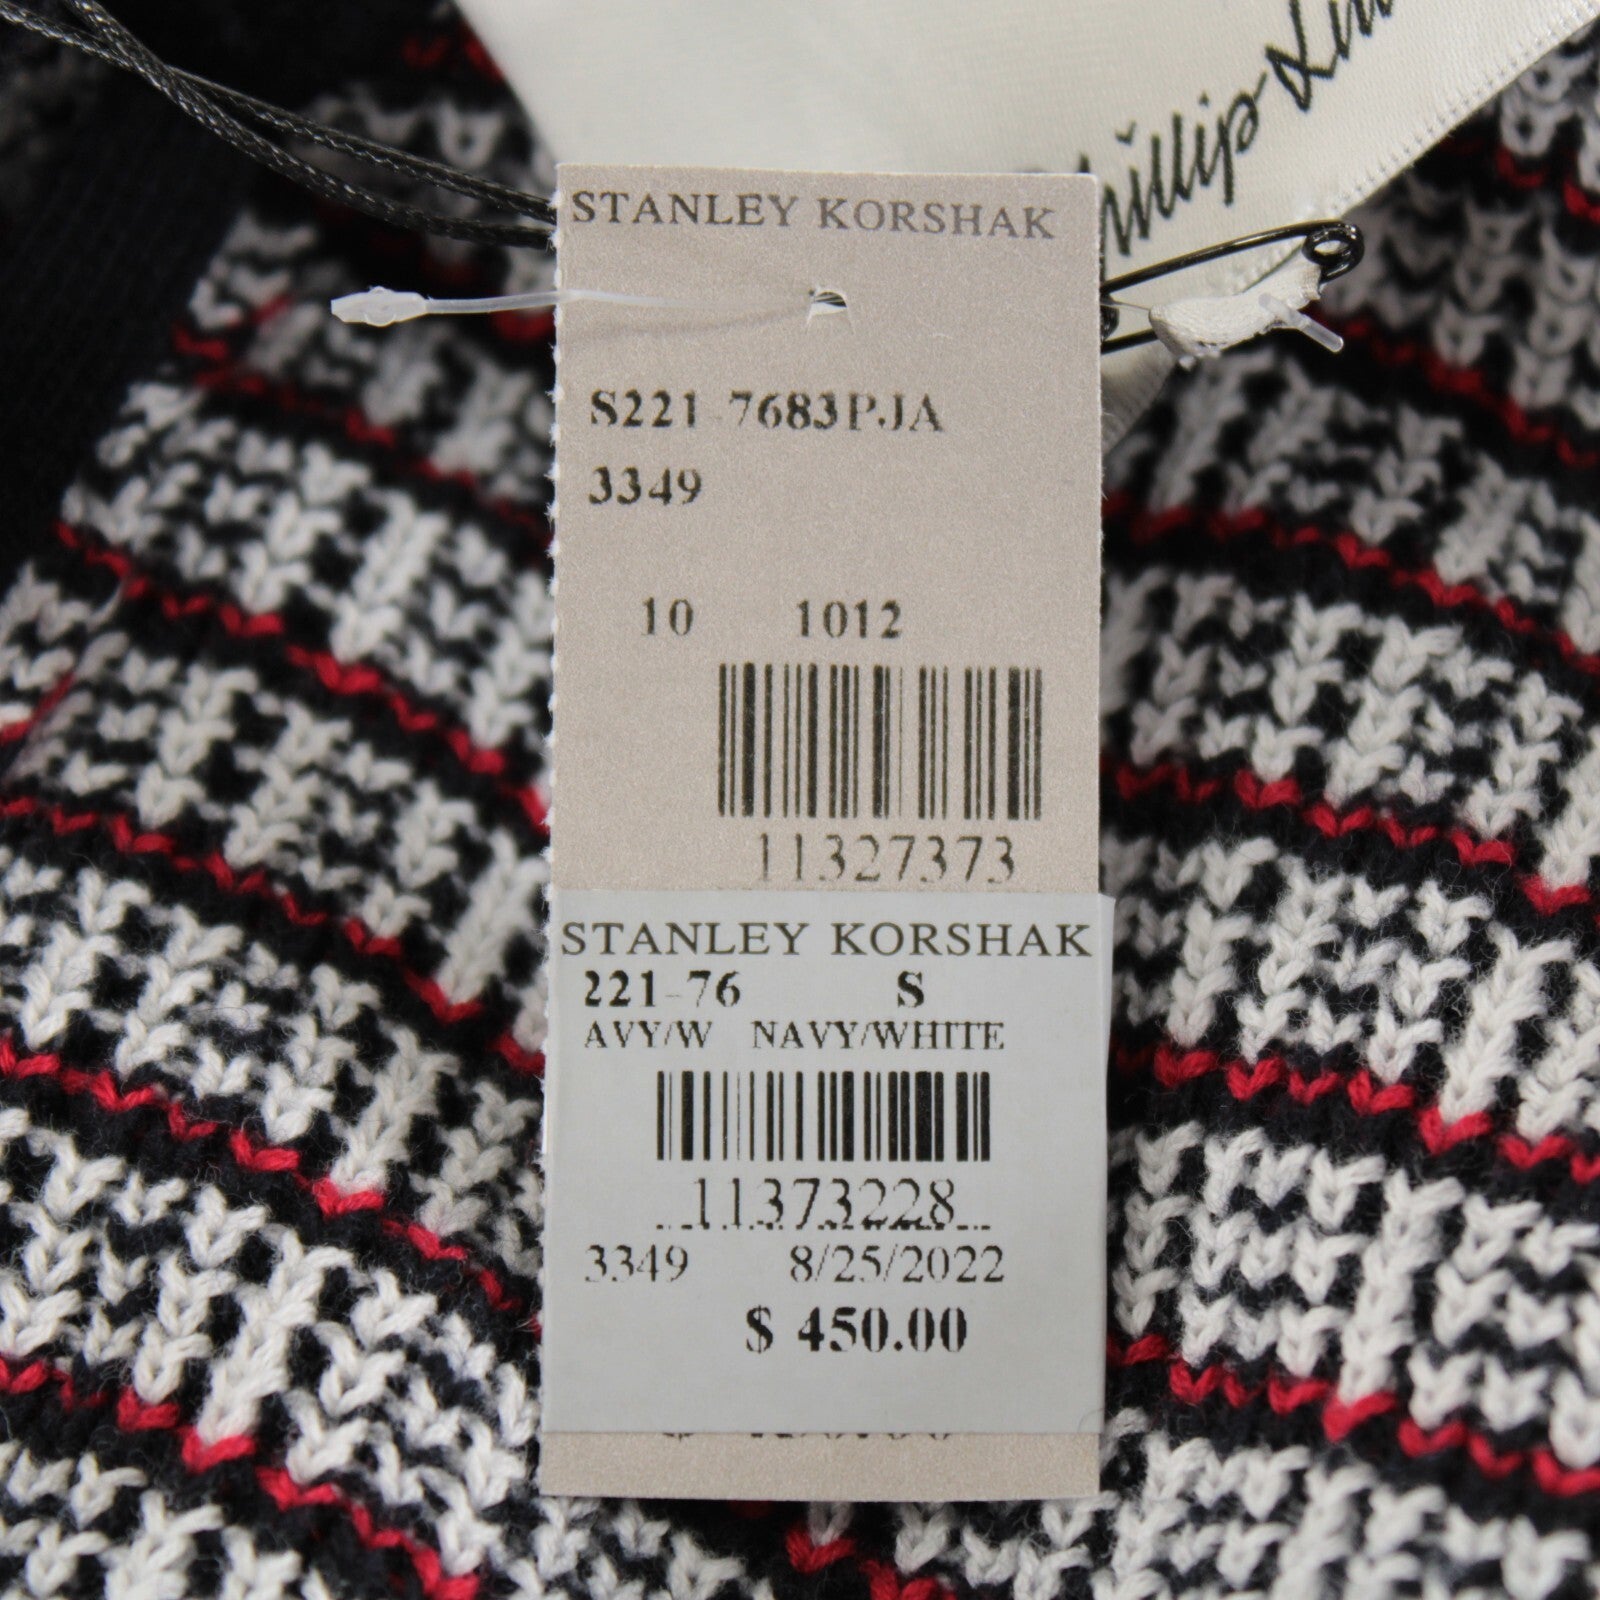 STANLEY KORSHAK
S221-7683PJA
3349
10 1012
11327373
STANLEY KORSHAK
221-76 S
AVY/W NAVY/WHITE
11373228
3349 8/25/2022
$ 450.00